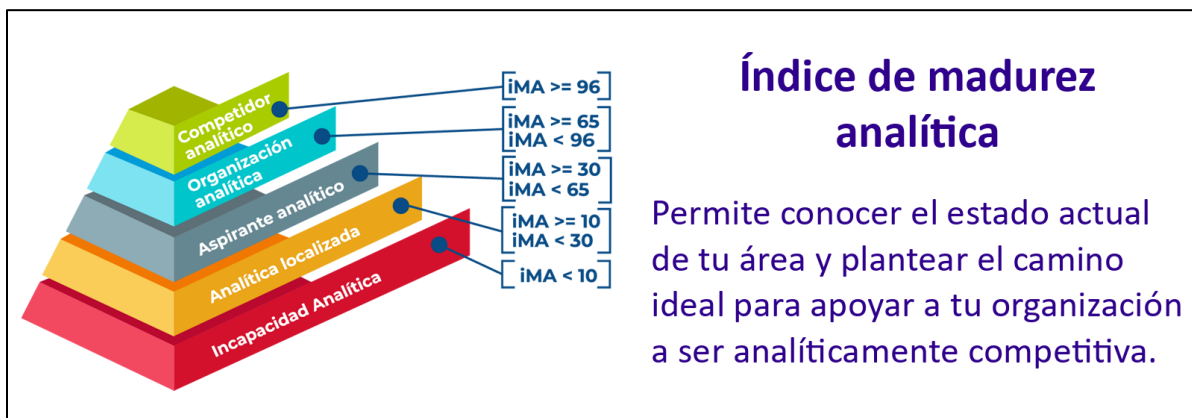 Competidor
analítico
Organización
analítica
Aspirante analítico
Analítica localizada
Incapacidad Analítica
iMA >= 96
iMA >= 65
iMA < 96
iMA >= 30
iMA < 65
iMA >= 10
iMA < 30
iMA < 10
Índice de madurez
analítica
Permite conocer el estado actual
de tu área y plantear el camino
ideal para apoyar a tu organización
a ser analíticamente competitiva.